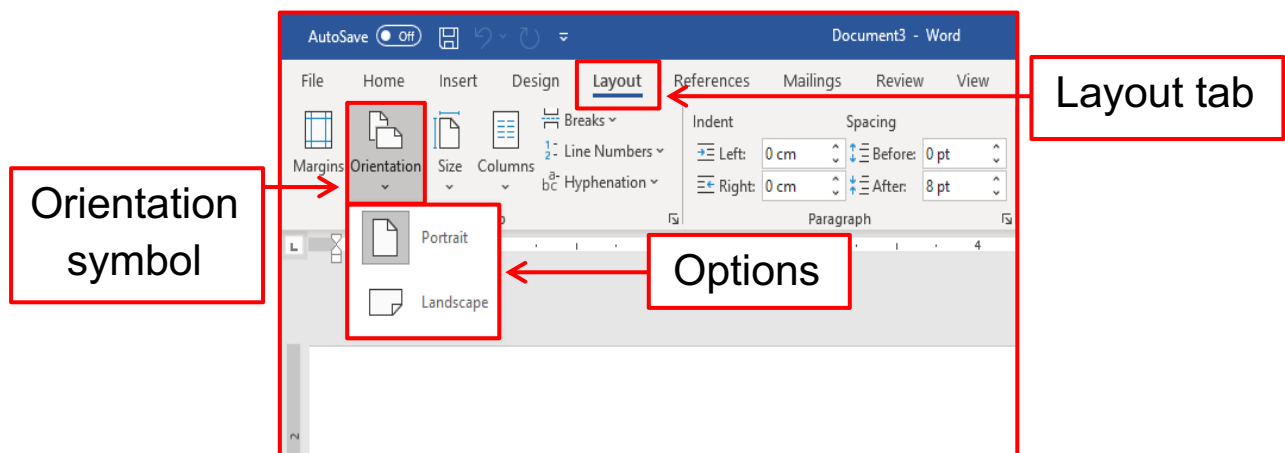 AutoSave Off Document3 - Word
File Home Insert Design Layout References Mailings Review View
Layout tab
Margins Orientation Size Columns
Breaks
Line Numbers
Hyphenation
Indent Spacing
Left: 0 cm Before: 0 pt
Right: 0 cm After: 8 pt
Paragraph
Orientation
symbol
Portrait
Landscape
Options
L
4
2